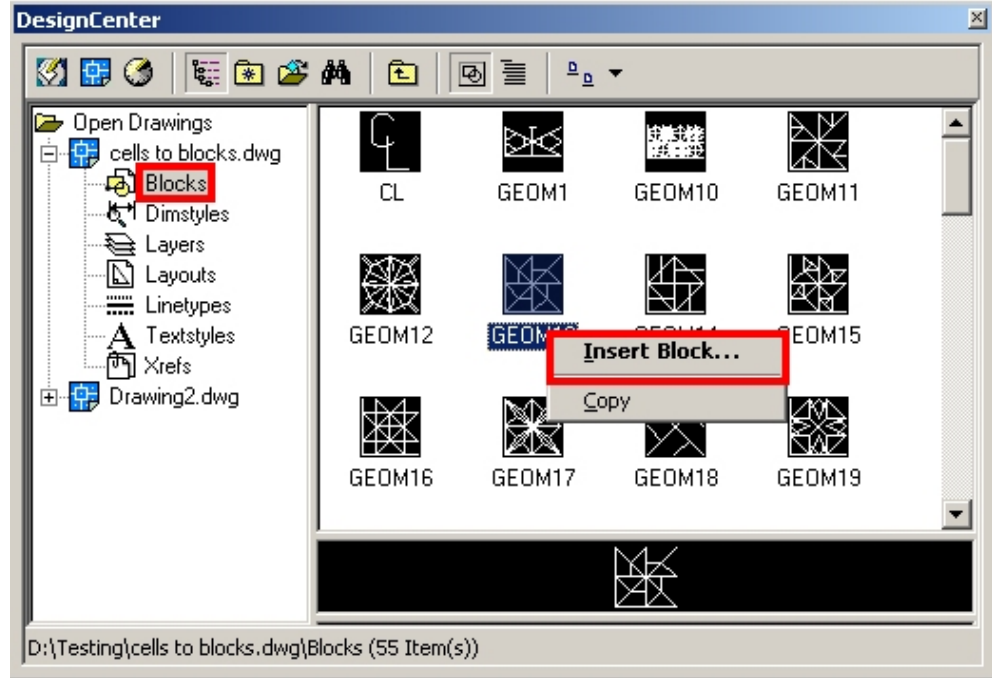 DesignCenter
Open Drawings
cells to blocks.dwg
Blocks
Dimstyles
Layers
Layouts
Linetypes
Textstyles
Xrefs
Drawing2.dwg
CL GEOM1 GEOM10 GEOM11
GEOM12 GEOM15
Insert Block...
Copy
GEOM16 GEOM17 GEOM18 GEOM19
D:\Testing\cells to blocks.dwg\Blocks (55 Item(s))